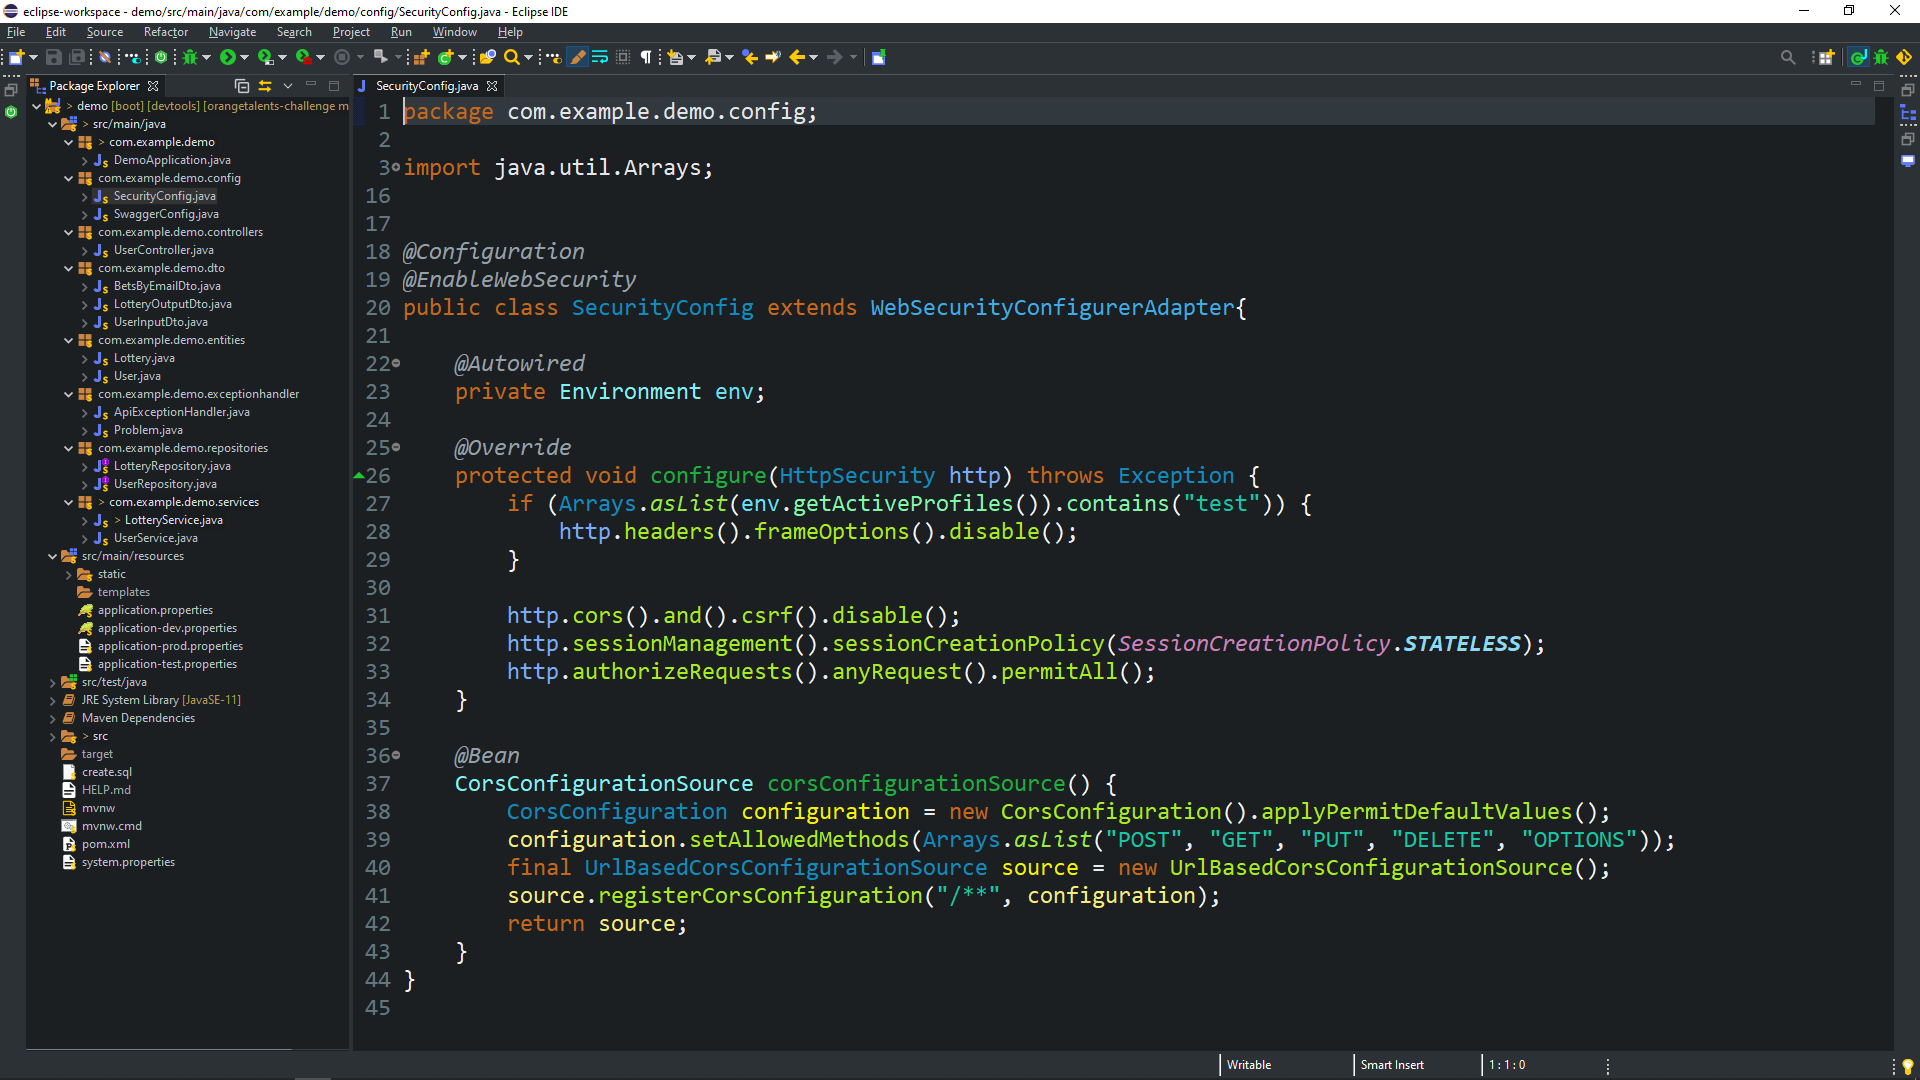 eclipse-workspace - demo/src/main/java/com/example/demo/config/SecurityConfig.java - Eclipse IDE
File Edit Source Refactor Navigate Search Project Run Window Help
Package Explorer
> demo [boot] [devtools] [orangetalents-challenge m
> src/main/java
> com.example.demo
DemoApplication.java
com.example.demo.config
SecurityConfig.java
SwaggerConfig.java
com.example.demo.controllers
UserController.java
com.example.demo.dto
BetsByEmailDto.java
LotteryOutputDto.java
UserInputDto.java
com.example.demo.entities
Lottery.java
User.java
com.example.demo.exceptionhandler
ApiExceptionHandler.java
Problem.java
com.example.demo.repositories
LotteryRepository.java
UserRepository.java
> com.example.demo.services
> LotteryService.java
UserService.java
src/main/resources
static
templates
application.properties
application-dev.properties
application-prod.properties
application-test.properties
src/test/java
JRE System Library [JavaSE-11]
Maven Dependencies
> src
target
create.sql
HELP.md
mvnw
mvnw.cmd
pom.xml
system.properties
SecurityConfig.java
1 package com.example.demo.config;
2
3 import java.util.Arrays;
16
17
18 @Configuration
19 @EnableWebSecurity
20 public class SecurityConfig extends WebSecurityConfigurerAdapter{
21
22 @Autowired
23 private Environment env;
24
25 @Override
26 protected void configure(HttpSecurity http) throws Exception {
27 if (Arrays.asList(env.getActiveProfiles()).contains("test")) {
28 http.headers().frameOptions().disable();
29 }
30
31 http.cors().and().csrf().disable();
32 http.sessionManagement().sessionCreationPolicy(SessionCreationPolicy.STATELESS);
33 http.authorizeRequests().anyRequest().permitAll();
34 }
35
36 @Bean
37 CorsConfigurationSource corsConfigurationSource() {
38 CorsConfiguration configuration = new CorsConfiguration().applyPermitDefaultValues();
39 configuration.setAllowedMethods(Arrays.asList("POST", "GET", "PUT", "DELETE", "OPTIONS"));
40 final UrlBasedCorsConfigurationSource source = new UrlBasedCorsConfigurationSource();
41 source.registerCorsConfiguration("/**", configuration);
42 return source;
43 }
44 }
45
Writable Smart Insert 1 : 1 : 0